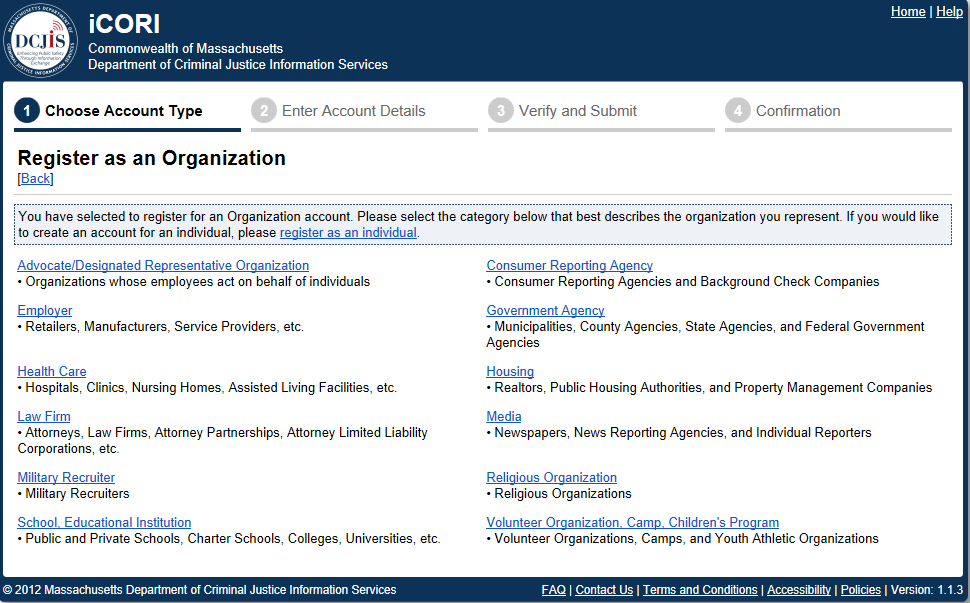 MASSACHUSETTS DEPARTMENT OF CRIMINAL JUSTICE INFORMATION SERVICES
DCJIS
Enhancing Public Safety
Through Information
Exchange
iCORI
Commonwealth of Massachusetts
Department of Criminal Justice Information Services
Home | Help
1 Choose Account Type
2 Enter Account Details
3 Verify and Submit
4 Confirmation
Register as an Organization
[Back]
You have selected to register for an Organization account. Please select the category below that best describes the organization you represent. If you would like
to create an account for an individual, please register as an individual.
Advocate/Designated Representative Organization
• Organizations whose employees act on behalf of individuals
Consumer Reporting Agency
• Consumer Reporting Agencies and Background Check Companies
Employer
• Retailers, Manufacturers, Service Providers, etc.
Government Agency
• Municipalities, County Agencies, State Agencies, and Federal Government
Agencies
Health Care
• Hospitals, Clinics, Nursing Homes, Assisted Living Facilities, etc.
Housing
• Realtors, Public Housing Authorities, and Property Management Companies
Law Firm
• Attorneys, Law Firms, Attorney Partnerships, Attorney Limited Liability
Corporations, etc.
Media
• Newspapers, News Reporting Agencies, and Individual Reporters
Military Recruiter
• Military Recruiters
Religious Organization
• Religious Organizations
School, Educational Institution
• Public and Private Schools, Charter Schools, Colleges, Universities, etc.
Volunteer Organization, Camp, Children's Program
• Volunteer Organizations, Camps, and Youth Athletic Organizations
© 2012 Massachusetts Department of Criminal Justice Information Services
FAQ | Contact Us | Terms and Conditions | Accessibility | Policies | Version: 1.1.3